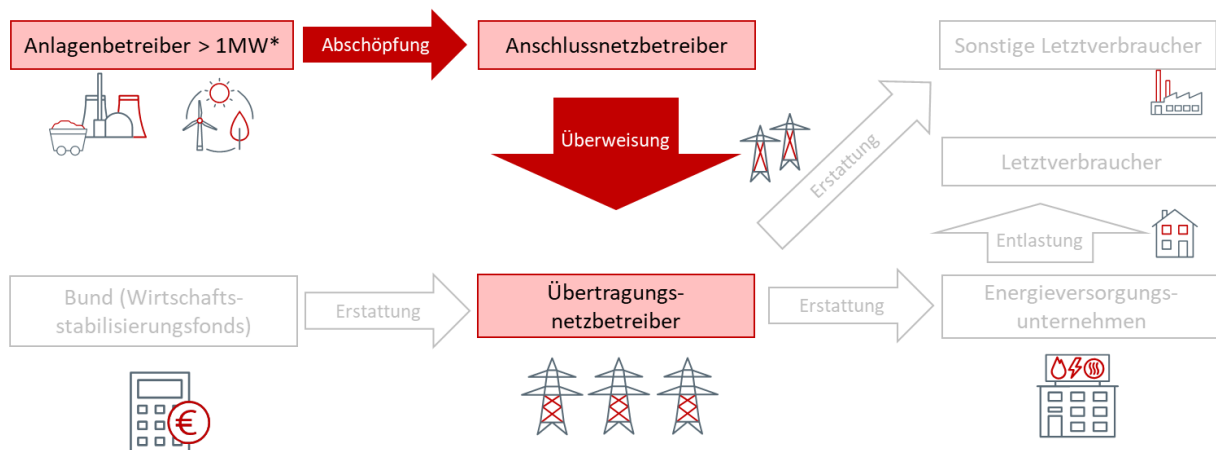 Anlagenbetreiber > 1MW*
Abschöpfung
Anschlussnetzbetreiber
Sonstige Letztverbraucher
Überweisung
Erstattung
Letztverbraucher
Entlastung
Bund (Wirtschafts-
stabilisierungsfonds)
Erstattung
Übertragungs-
netzbetreiber
Erstattung
Energieversorgungs-
unternehmen
€